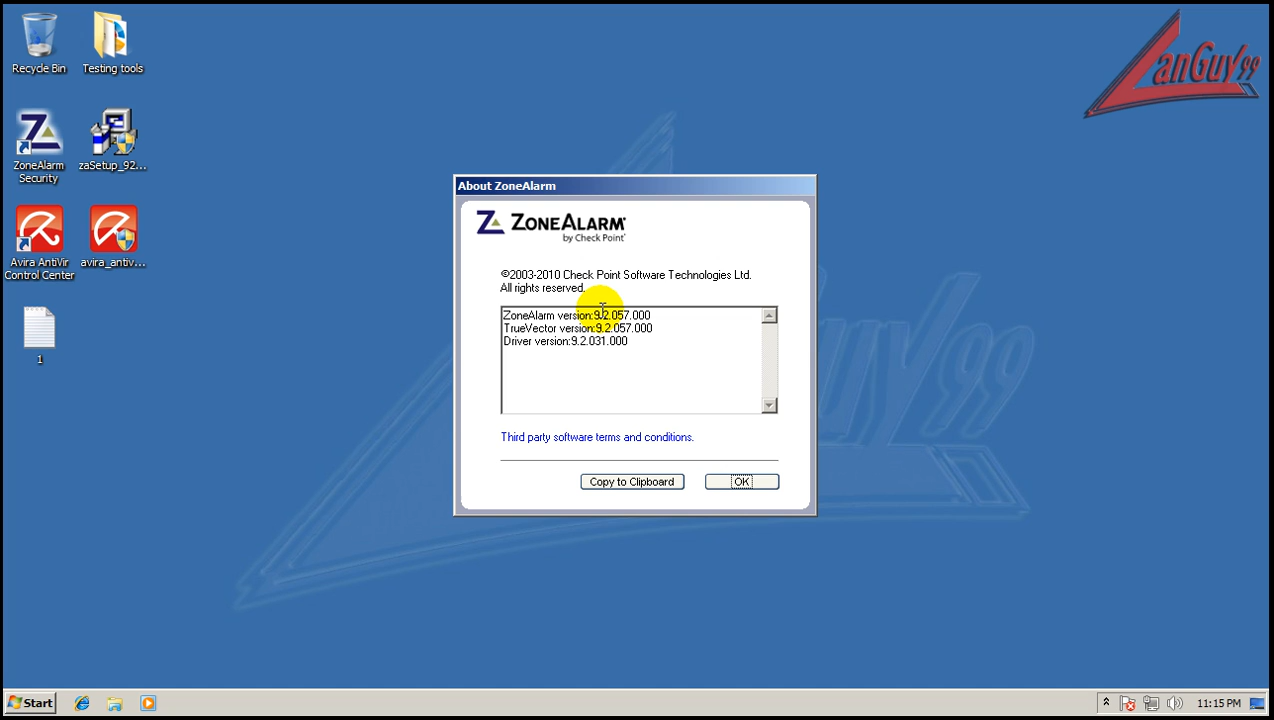 Recycle Bin
Testing tools
LanGuy99
ZoneAlarm
Security
zaSetup_92...
Avira AntiVir
Control Center
avira_antiv...
1
About ZoneAlarm
ZONEALARM
by Check Point
©2003-2010 Check Point Software Technologies Ltd.
All rights reserved.
ZoneAlarm version:9.2.057.000
TrueVector version:9.2.057.000
Driver version:9.2.031.000
Third party software terms and conditions.
Copy to Clipboard
OK
Guy99
Start
11:15 PM